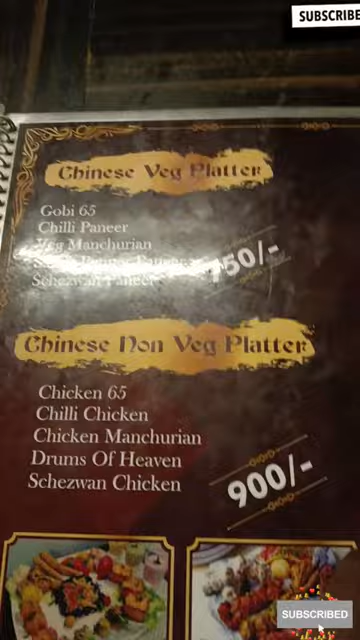 SUBSCRIBE
Chinese Veg Platter
Gobi 65
Chilli Paneer
Veg Manchurian
Schezwan Paneer
750/-
Chinese Non Veg Platter
Chicken 65
Chilli Chicken
Chicken Manchurian
Drums Of Heaven
Schezwan Chicken
900/-
SUBSCRIBED